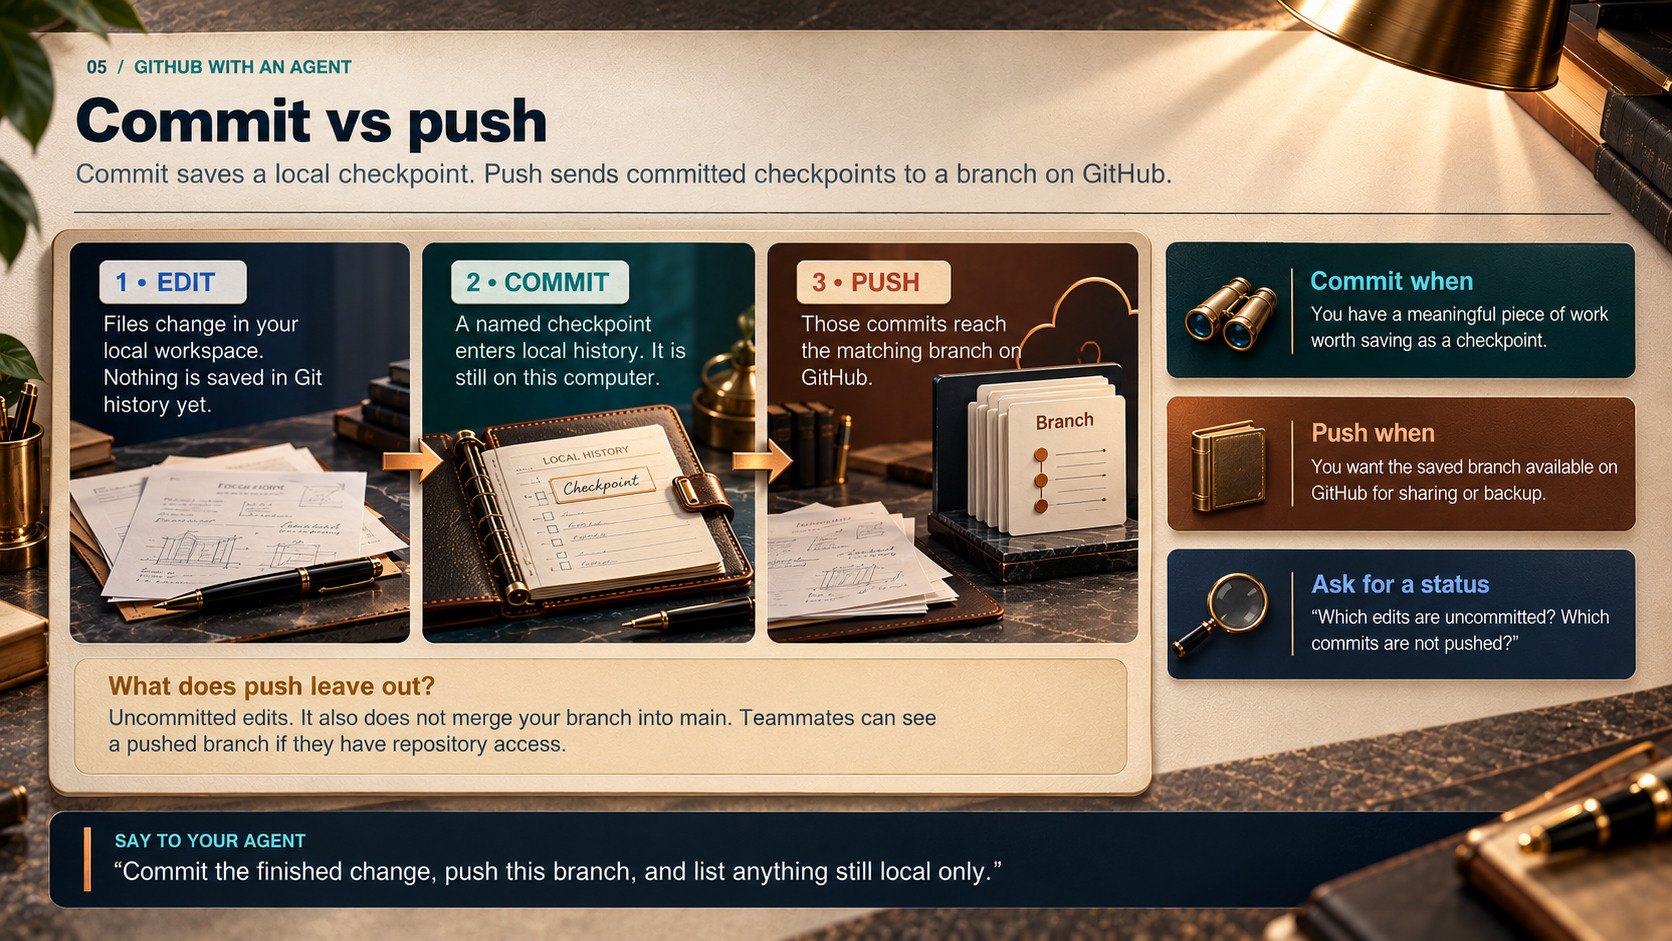 05 / GITHUB WITH AN AGENT
Commit vs push
Commit saves a local checkpoint. Push sends committed checkpoints to a branch on GitHub.
1 • EDIT
Files change in your
local workspace.
Nothing is saved in Git
history yet.
2 • COMMIT
A named checkpoint
enters local history. It is
still on this computer.
LOCAL HISTORY
Checkpoint
3 • PUSH
Those commits reach
the matching branch on
GitHub.
Branch
What does push leave out?
Uncommitted edits. It also does not merge your branch into main. Teammates can see
a pushed branch if they have repository access.
Commit when
You have a meaningful piece of work
worth saving as a checkpoint.
Push when
You want the saved branch available on
GitHub for sharing or backup.
Ask for a status
“Which edits are uncommitted? Which
commits are not pushed?”
SAY TO YOUR AGENT
“Commit the finished change, push this branch, and list anything still local only.”